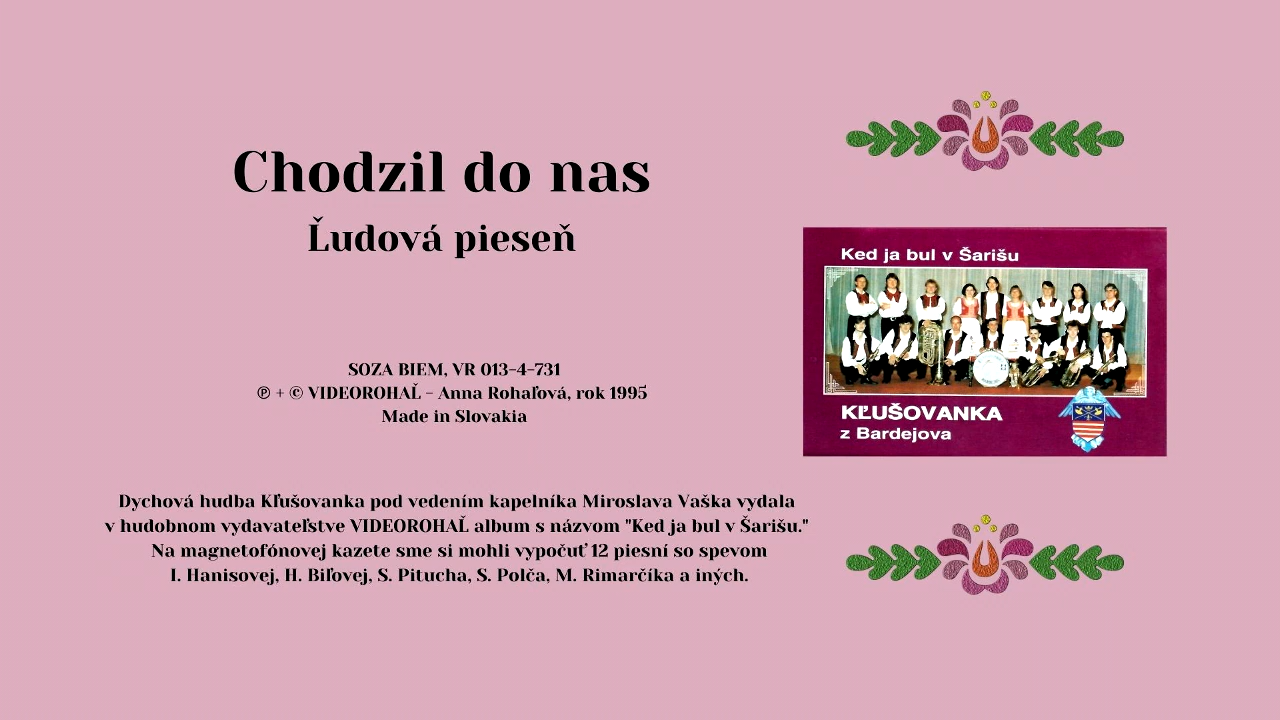 Chodzil do nas
Ľudová pieseň
SOZA BIEM, VR 013-4-731
℗ + © VIDEOROHAĽ - Anna Rohaľová, rok 1995
Made in Slovakia
Dychová hudba Kľušovanka pod vedením kapelníka Miroslava Vaška vydala
v hudobnom vydavateľstve VIDEOROHAĽ album s názvom "Ked ja bul v Šarišu."
Na magnetofónovej kazete sme si mohli vypočuť 12 piesní so spevom
I. Hanisovej, H. Biľovej, S. Pitucha, S. Polča, M. Rimarčíka a iných.
Ked ja bul v Šarišu
KĽUŠOVANKA
z Bardejova